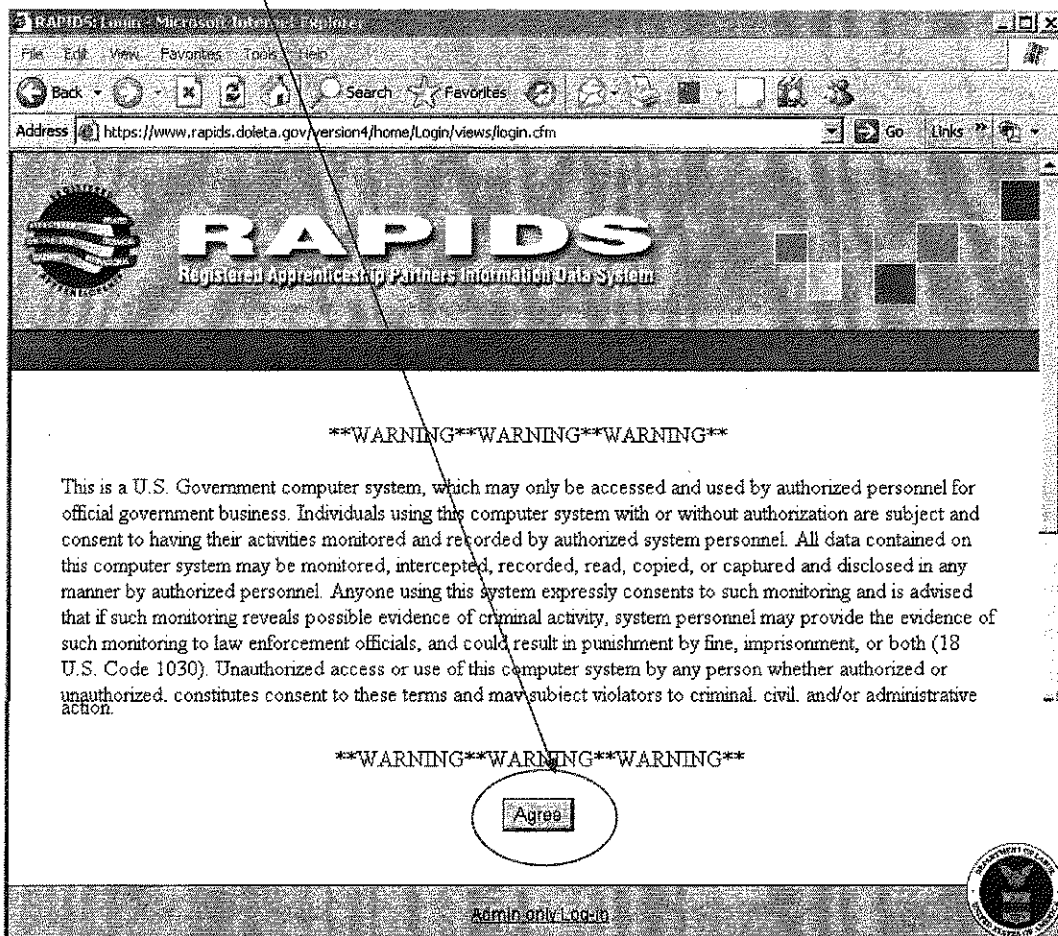 RAPIDS: Login - Microsoft Internet Explorer
File Edit View Favorites Tools Help
Back Search Favorites
Address https://www.rapids.doleta.gov/version4/home/Login/views/login.cfm Go Links »
REGISTERED
APPRENTICESHIP
RAPIDS
Registered Apprenticeship Partners Information Data System
**WARNING**WARNING**WARNING**
This is a U.S. Government computer system, which may only be accessed and used by authorized personnel for
official government business. Individuals using this computer system with or without authorization are subject and
consent to having their activities monitored and recorded by authorized system personnel. All data contained on
this computer system may be monitored, intercepted, recorded, read, copied, or captured and disclosed in any
manner by authorized personnel. Anyone using this system expressly consents to such monitoring and is advised
that if such monitoring reveals possible evidence of criminal activity, system personnel may provide the evidence of
such monitoring to law enforcement officials, and could result in punishment by fine, imprisonment, or both (18
U.S. Code 1030). Unauthorized access or use of this computer system by any person whether authorized or
unauthorized, constitutes consent to these terms and may subject violators to criminal, civil, and/or administrative
action.
**WARNING**WARNING**WARNING**
Agree
DEPARTMENT OF LABOR
UNITED STATES OF AMERICA
Admin only Log-in